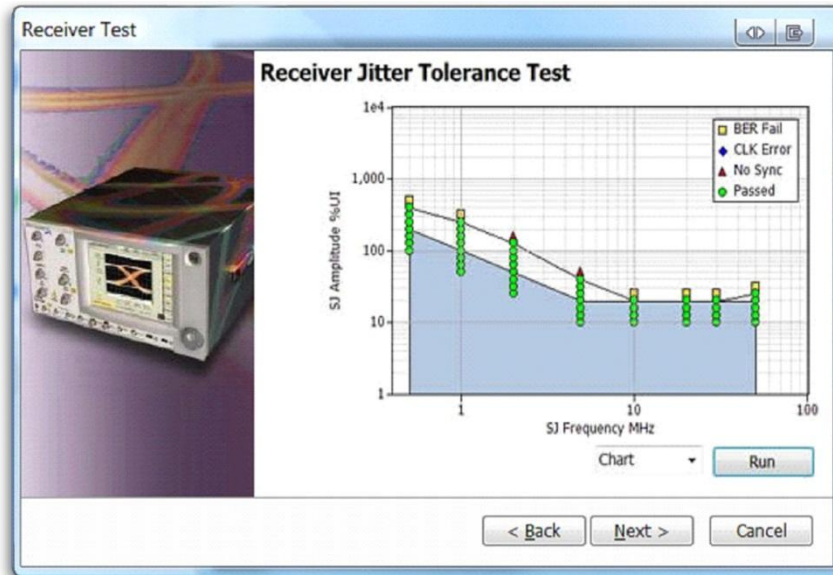 Receiver Test
Receiver Jitter Tolerance Test
1e4
1,000
100
10
1
SJ Amplitude %UI
BER Fail
CLK Error
No Sync
Passed
1
10
100
SJ Frequency MHz
Chart
Run
< Back
Next >
Cancel